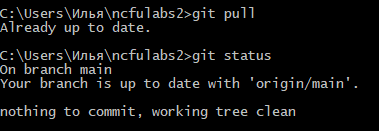 C:\Users\Илья\ncfulabs2>git pull
Already up to date.
C:\Users\Илья\ncfulabs2>git status
On branch main
Your branch is up to date with 'origin/main'.
nothing to commit, working tree clean